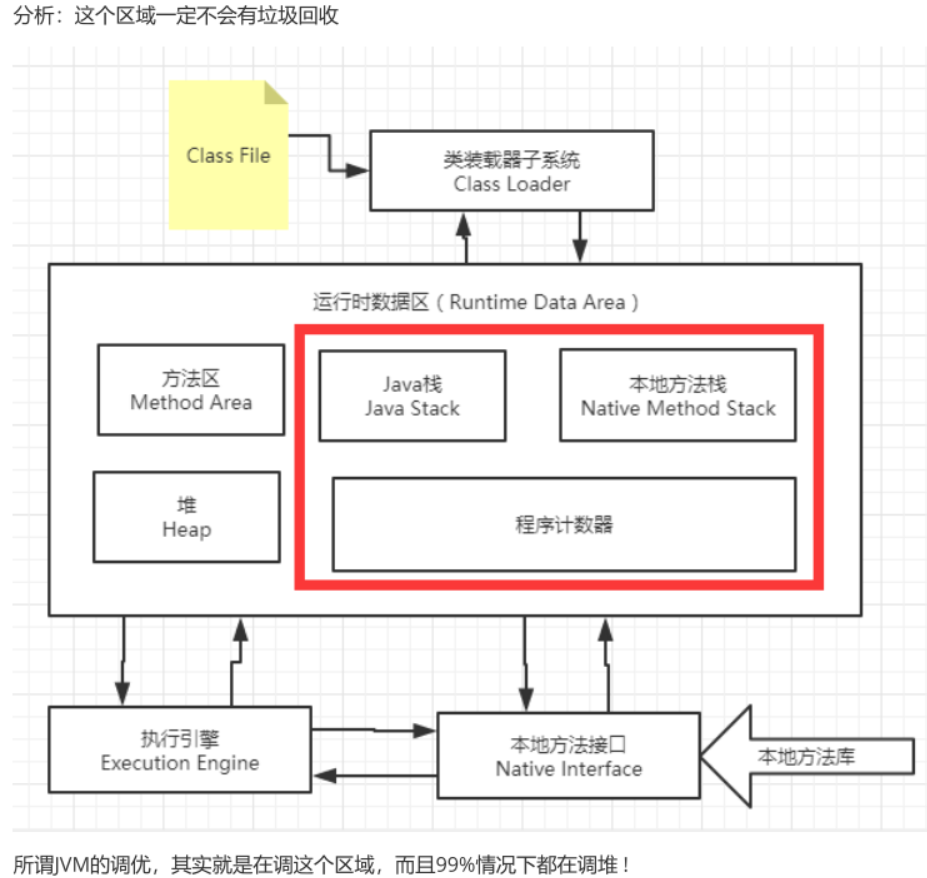 分析：这个区域一定不会有垃圾回收
Class File
类装载器子系统
Class Loader
运行时数据区（Runtime Data Area）
方法区
Method Area
Java栈
Java Stack
本地方法栈
Native Method Stack
堆
Heap
程序计数器
执行引擎
Execution Engine
本地方法接口
Native Interface
本地方法库
所谓JVM的调优，其实就是在调这个区域，而且99%情况下都在调堆！